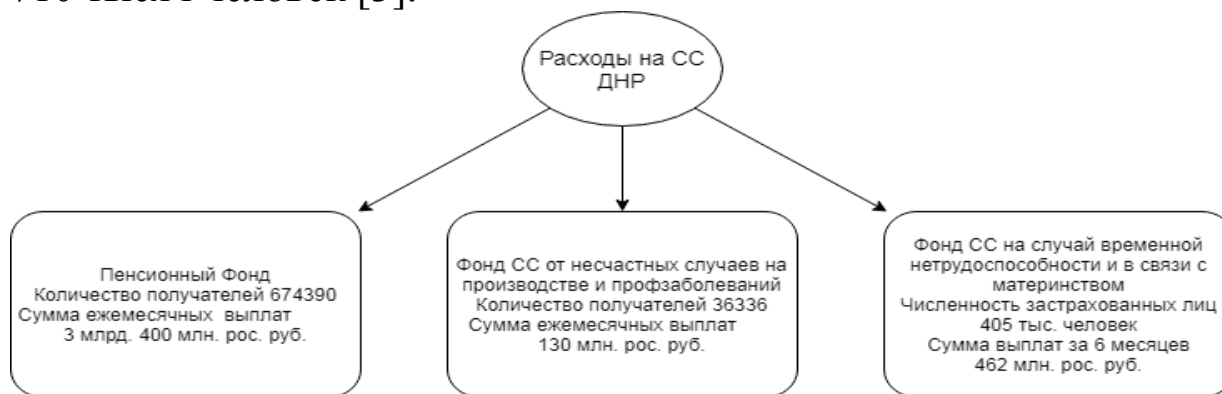 Расходы на СС
ДНР
Пенсионный Фонд
Количество получателей 674390
Сумма ежемесячных выплат
3 млрд. 400 млн. рос. руб.
Фонд СС от несчастных случаев на
производстве и профзаболеваний
Количество получателей 36336
Сумма ежемесячных выплат
130 млн. рос. руб.
Фонд СС на случай временной
нетрудоспособности и в связи с
материнством
Численность застрахованных лиц
405 тыс. человек
Сумма выплат за 6 месяцев
462 млн. рос. руб.